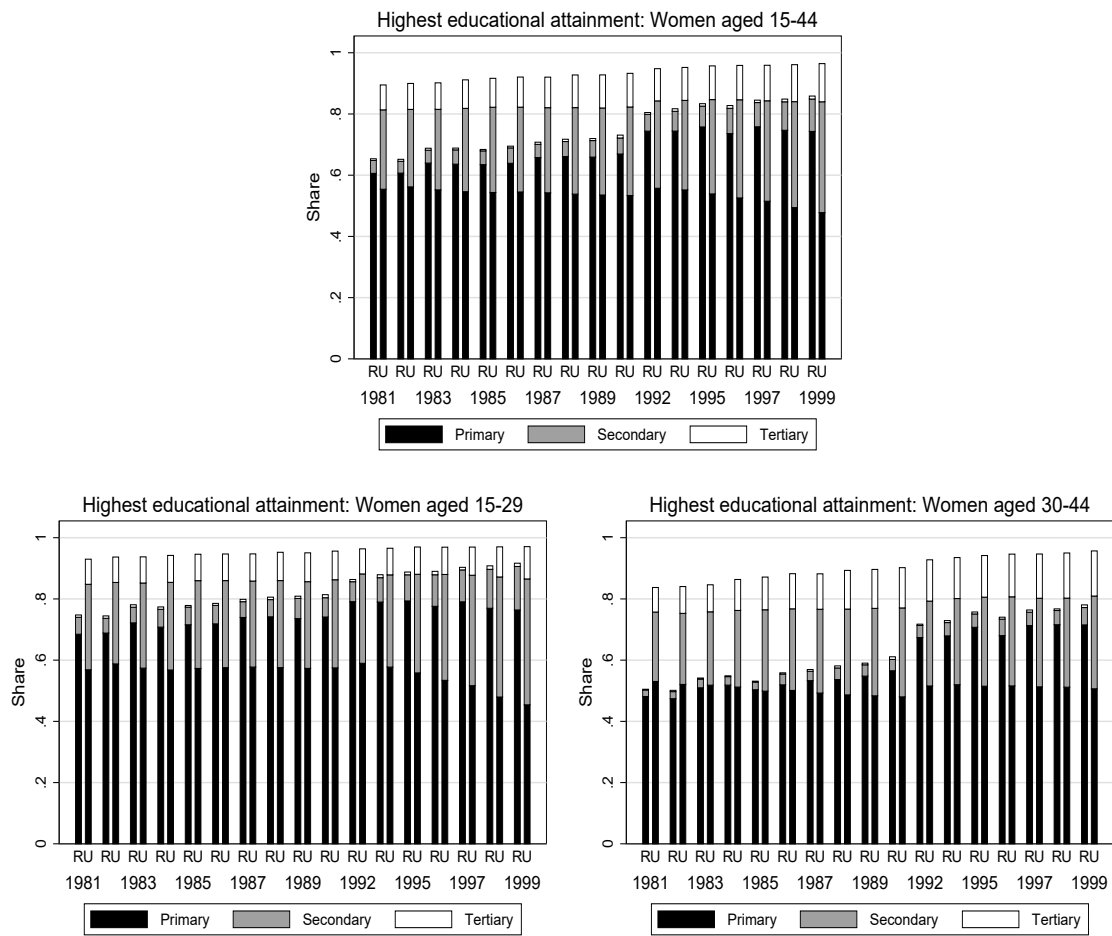 Highest educational attainment: Women aged 15-44
Share
0 .2 .4 .6 .8 1
RU RU RU RU RU RU RU RU RU RU RU RU RU RU RU RU RU
1981 1983 1985 1987 1989 1992 1995 1997 1999
Primary Secondary Tertiary
Highest educational attainment: Women aged 15-29
Share
0 .2 .4 .6 .8 1
RU RU RU RU RU RU RU RU RU RU RU RU RU RU RU RU RU
1981 1983 1985 1987 1989 1992 1995 1997 1999
Primary Secondary Tertiary
Highest educational attainment: Women aged 30-44
Share
0 .2 .4 .6 .8 1
RU RU RU RU RU RU RU RU RU RU RU RU RU RU RU RU RU
1981 1983 1985 1987 1989 1992 1995 1997 1999
Primary Secondary Tertiary